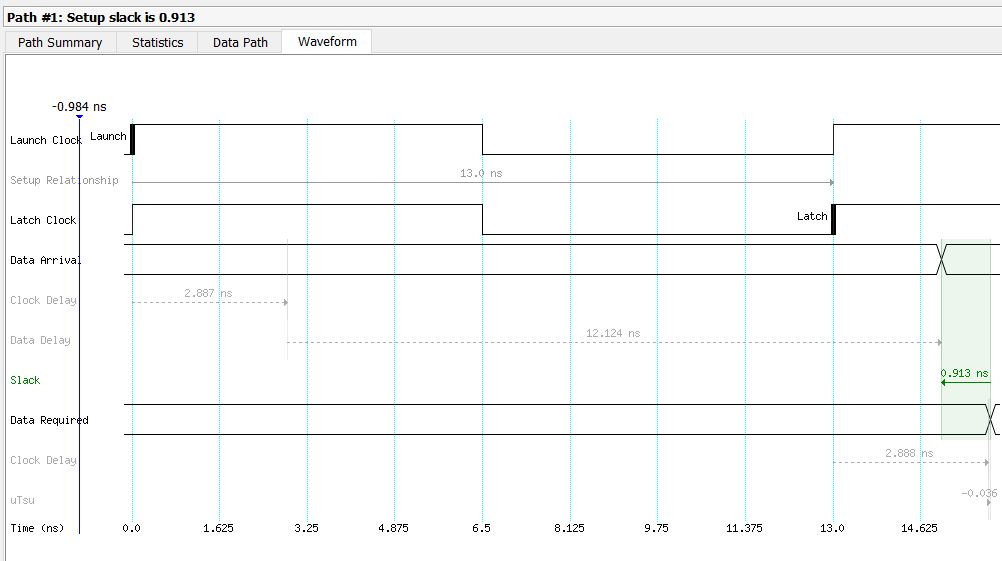 Path #1: Setup slack is 0.913
Path Summary Statistics Data Path Waveform
-0.984 ns
Launch Clock Launch
Setup Relationship 13.0 ns
Latch Clock Latch
Data Arrival
Clock Delay 2.887 ns
Data Delay 12.124 ns
Slack 0.913 ns
Data Required
Clock Delay 2.888 ns
uTsu -0.036
Time (ns) 0.0 1.625 3.25 4.875 6.5 8.125 9.75 11.375 13.0 14.625